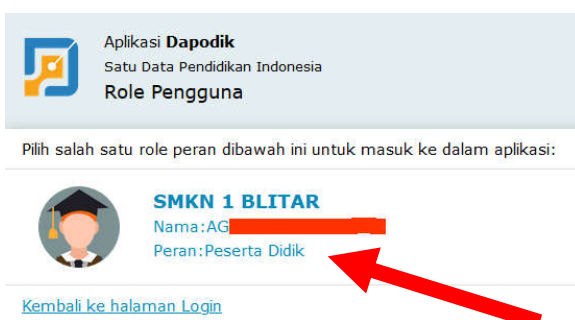 Aplikasi Dapodik
Satu Data Pendidikan Indonesia
Role Pengguna
Pilih salah satu role peran dibawah ini untuk masuk ke dalam aplikasi:
SMKN 1 BLITAR
Nama:AG
Peran:Peserta Didik
Kembali ke halaman Login